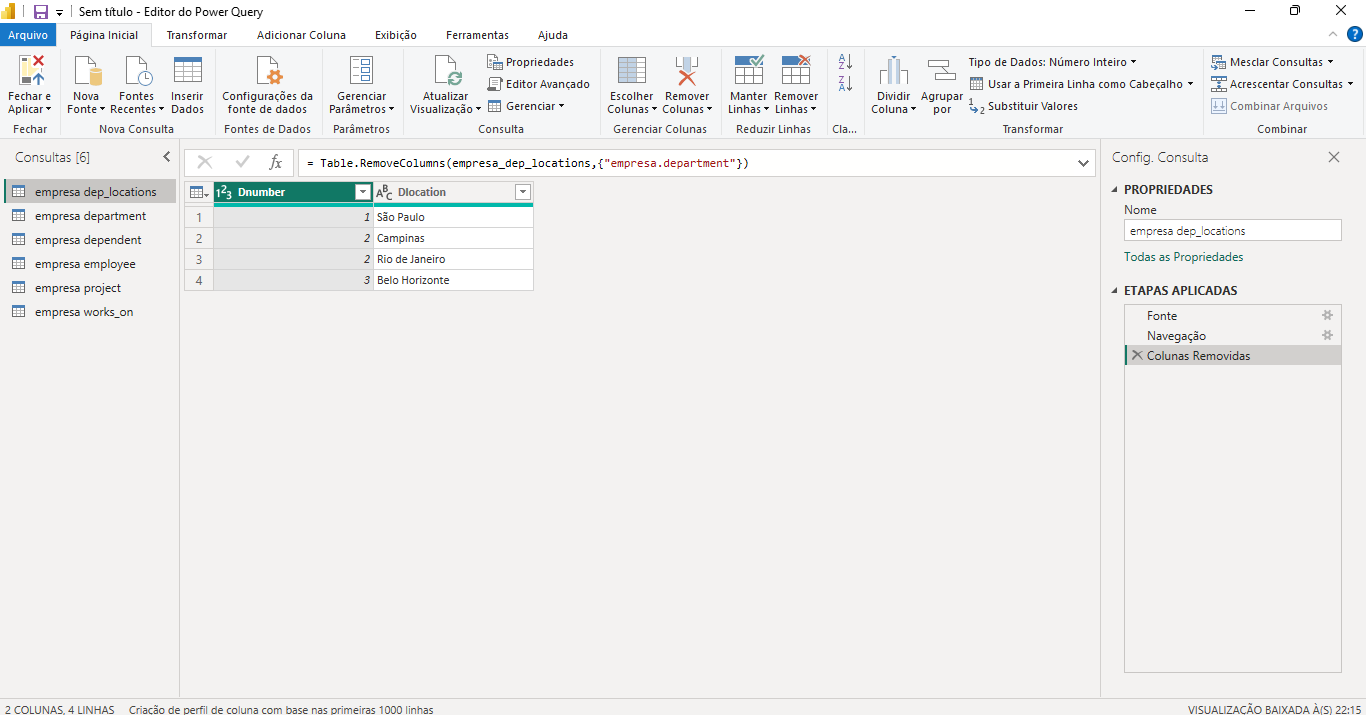 Sem título - Editor do Power Query
Arquivo Página Inicial Transformar Adicionar Coluna Exibição Ferramentas Ajuda
Fechar e Aplicar
Fechar
Nova Fonte
Fontes Recentes
Inserir Dados
Nova Consulta
Configurações da fonte de dados
Fontes de Dados
Gerenciar Parâmetros
Parâmetros
Atualizar Visualização
Propriedades
Editor Avançado
Gerenciar
Consulta
Escolher Colunas
Remover Colunas
Gerenciar Colunas
Manter Linhas
Remover Linhas
Reduzir Linhas
Cla...
Dividir Coluna
Agrupar por
Tipo de Dados: Número Inteiro
Usar a Primeira Linha como Cabeçalho
Substituir Valores
Transformar
Mesclar Consultas
Acrescentar Consultas
Combinar Arquivos
Combinar
Consultas [6]
empresa dep_locations
empresa department
empresa dependent
empresa employee
empresa project
empresa works_on
fx = Table.RemoveColumns(empresa_dep_locations,{"empresa.department"})
123 Dnumber ABC Dlocation
1 1 São Paulo
2 2 Campinas
3 2 Rio de Janeiro
4 3 Belo Horizonte
Config. Consulta
PROPRIEDADES
Nome
empresa dep_locations
Todas as Propriedades
ETAPAS APLICADAS
Fonte
Navegação
Colunas Removidas
2 COLUNAS, 4 LINHAS Criação de perfil de coluna com base nas primeiras 1000 linhas VISUALIZAÇÃO BAIXADA À(S) 22:15